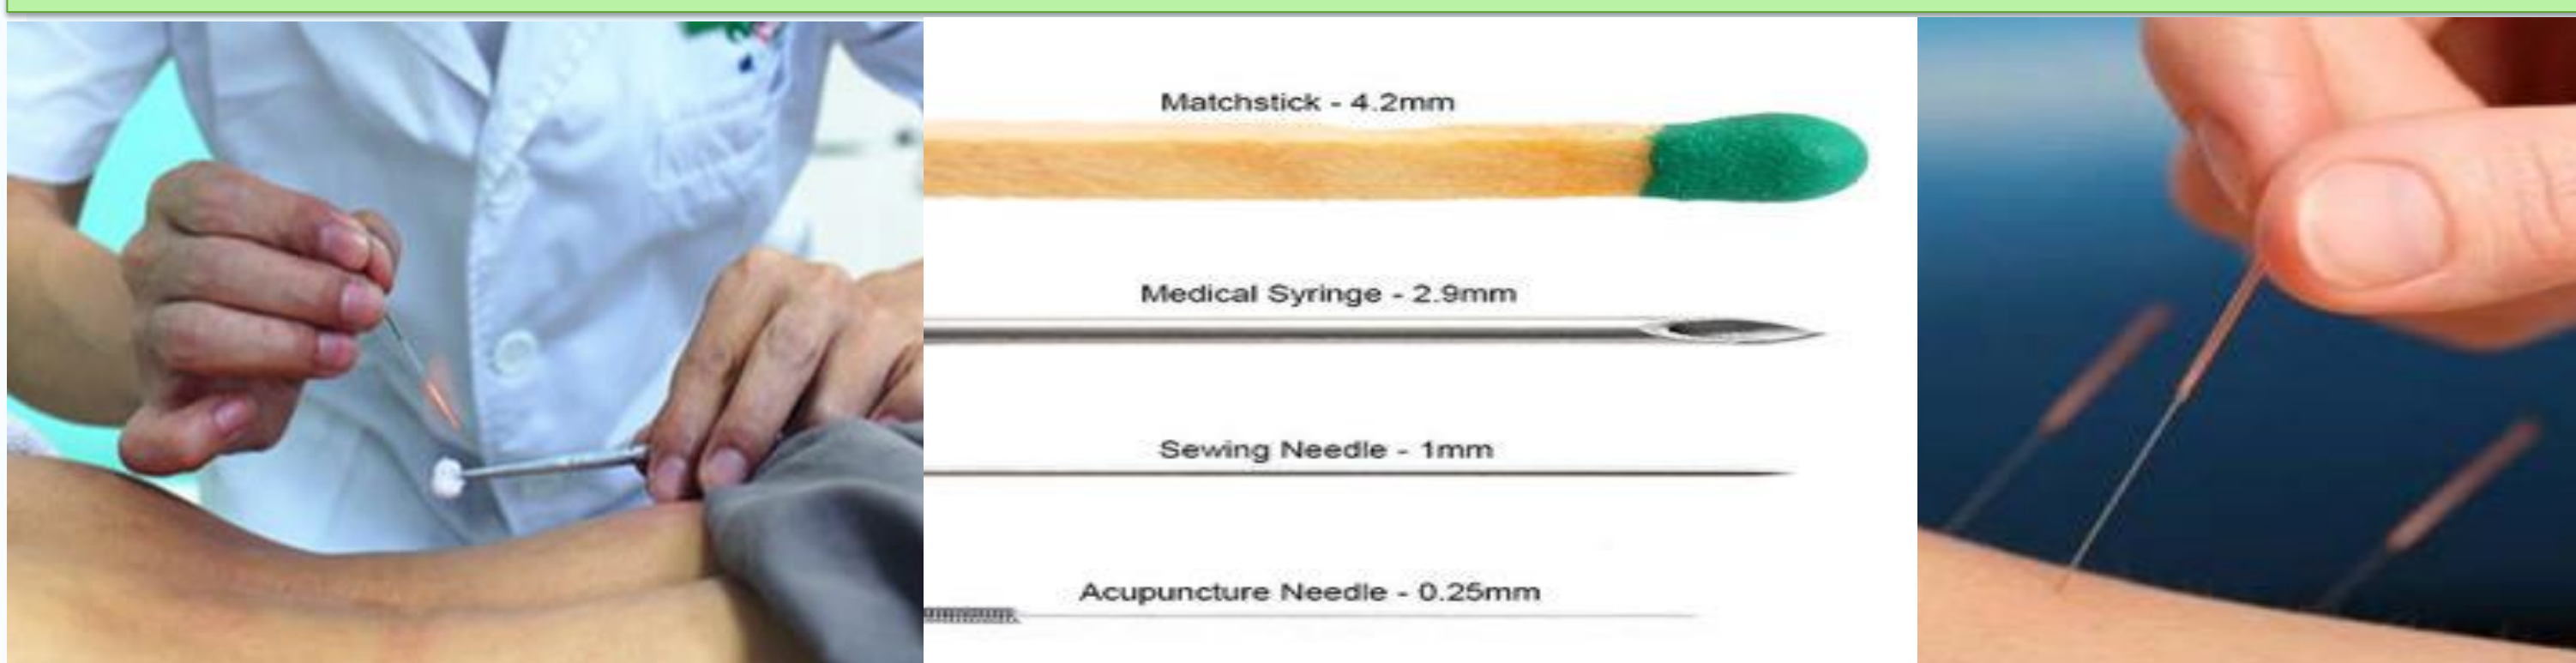 Matchstick - 4.2mm
Medical Syringe - 2.9mm
Sewing Needle - 1mm
Acupuncture Needle - 0.25mm